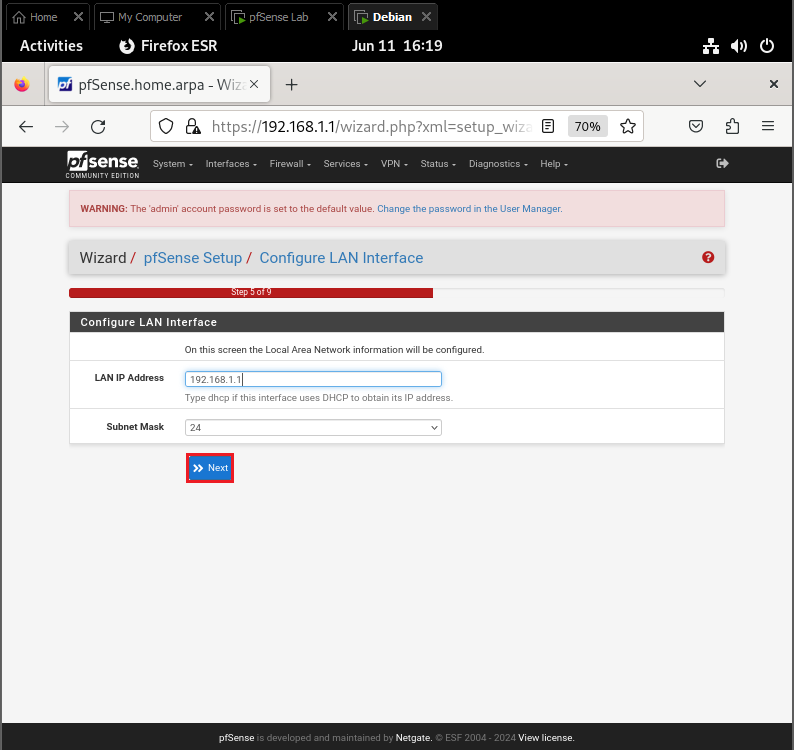 Home My Computer pfSense Lab Debian
Activities Firefox ESR Jun 11 16:19
pf pfSense.home.arpa - Wiz
https://192.168.1.1/wizard.php?xml=setup_wiza 70%
pfsense System Interfaces Firewall Services VPN Status Diagnostics Help
COMMUNITY EDITION
WARNING: The 'admin' account password is set to the default value. Change the password in the User Manager.
Wizard / pfSense Setup / Configure LAN Interface ?
Step 5 of 9
Configure LAN Interface
On this screen the Local Area Network information will be configured.
LAN IP Address 192.168.1.1
Type dhcp if this interface uses DHCP to obtain its IP address.
Subnet Mask 24
Next
pfSense is developed and maintained by Netgate. © ESF 2004 - 2024 View license.